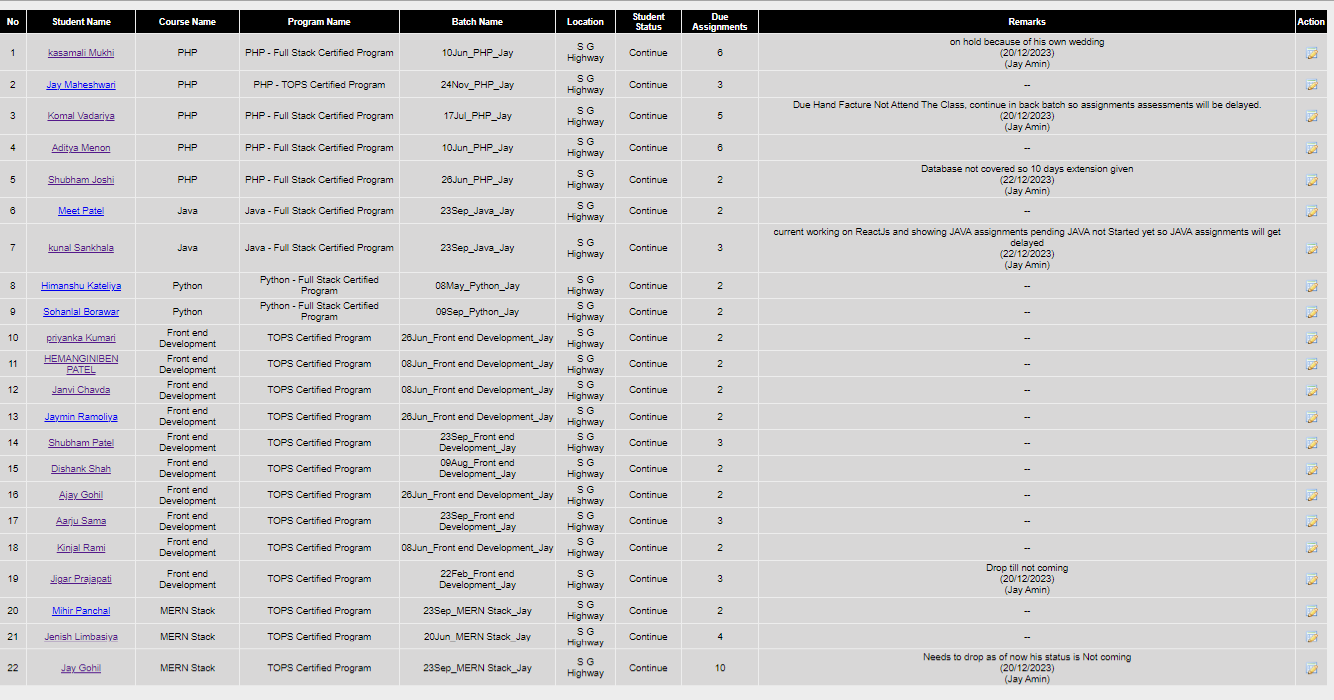 No Student Name Course Name Program Name Batch Name Location Student Status Due Assignments Remarks Action
1 kasamali Mukhi PHP PHP - Full Stack Certified Program 10Jun_PHP_Jay S G Highway Continue 6 on hold because of his own wedding (20/12/2023) (Jay Amin)
2 Jay Maheshwari PHP PHP - TOPS Certified Program 24Nov_PHP_Jay S G Highway Continue 3 --
3 Komal Vadariya PHP PHP - Full Stack Certified Program 17Jul_PHP_Jay S G Highway Continue 5 Due Hand Facture Not Attend The Class, continue in back batch so assignments assessments will be delayed. (20/12/2023) (Jay Amin)
4 Aditya Menon PHP PHP - Full Stack Certified Program 10Jun_PHP_Jay S G Highway Continue 6 --
5 Shubham Joshi PHP PHP - Full Stack Certified Program 26Jun_PHP_Jay S G Highway Continue 2 Database not covered so 10 days extension given (22/12/2023) (Jay Amin)
6 Meet Patel Java Java - Full Stack Certified Program 23Sep_Java_Jay S G Highway Continue 2 --
7 kunal Sankhala Java Java - Full Stack Certified Program 23Sep_Java_Jay S G Highway Continue 3 current working on ReactJs and showing JAVA assignments pending JAVA not Started yet so JAVA assignments will get delayed (22/12/2023) (Jay Amin)
8 Himanshu Kateliya Python Python - Full Stack Certified Program 08May_Python_Jay S G Highway Continue 2 --
9 Sohanlal Borawar Python Python - Full Stack Certified Program 09Sep_Python_Jay S G Highway Continue 2 --
10 priyanka Kumari Front end Development TOPS Certified Program 26Jun_Front end Development_Jay S G Highway Continue 2 --
11 HEMANGINIBEN PATEL Front end Development TOPS Certified Program 08Jun_Front end Development_Jay S G Highway Continue 2 --
12 Janvi Chavda Front end Development TOPS Certified Program 08Jun_Front end Development_Jay S G Highway Continue 2 --
13 Jaymin Ramoliya Front end Development TOPS Certified Program 26Jun_Front end Development_Jay S G Highway Continue 2 --
14 Shubham Patel Front end Development TOPS Certified Program 23Sep_Front end Development_Jay S G Highway Continue 3 --
15 Dishank Shah Front end Development TOPS Certified Program 09Aug_Front end Development_Jay S G Highway Continue 2 --
16 Ajay Gohil Front end Development TOPS Certified Program 26Jun_Front end Development_Jay S G Highway Continue 2 --
17 Aarju Sama Front end Development TOPS Certified Program 23Sep_Front end Development_Jay S G Highway Continue 3 --
18 Kinjal Rami Front end Development TOPS Certified Program 08Jun_Front end Development_Jay S G Highway Continue 2 --
19 Jigar Prajapati Front end Development TOPS Certified Program 22Feb_Front end Development_Jay S G Highway Continue 3 Drop till not coming (20/12/2023) (Jay Amin)
20 Mihir Panchal MERN Stack TOPS Certified Program 23Sep_MERN Stack_Jay S G Highway Continue 2 --
21 Jenish Limbasiya MERN Stack TOPS Certified Program 20Jun_MERN Stack_Jay S G Highway Continue 4 --
22 Jay Gohil MERN Stack TOPS Certified Program 23Sep_MERN Stack_Jay S G Highway Continue 10 Needs to drop as of now his status is Not coming (20/12/2023) (Jay Amin)